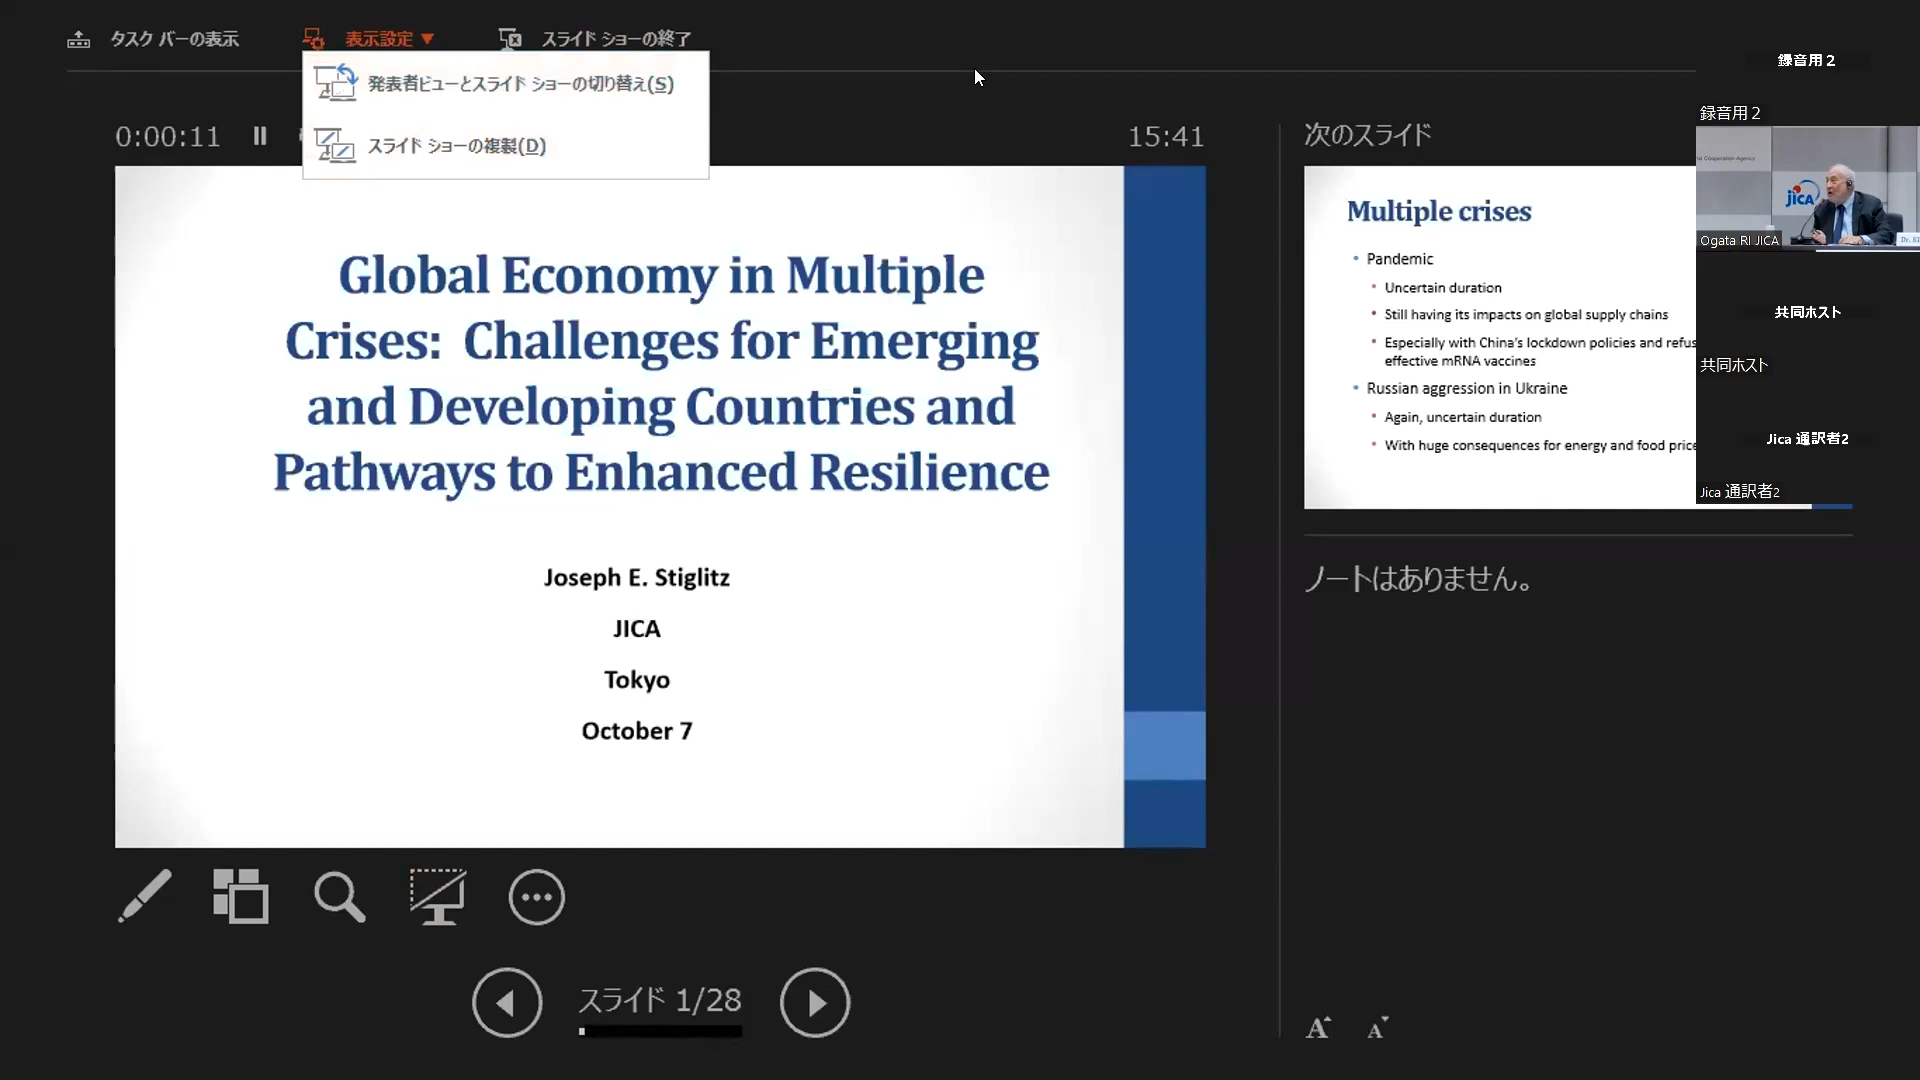 タスク バーの表示
表示設定 ▼
スライド ショーの終了
発表者ビューとスライド ショーの切り替え(S)
スライド ショーの複製(D)
0:00:11
15:41
Global Economy in Multiple
Crises: Challenges for Emerging
and Developing Countries and
Pathways to Enhanced Resilience
Joseph E. Stiglitz
JICA
Tokyo
October 7
スライド 1/28
次のスライド
Multiple crises
• Pandemic
• Uncertain duration
• Still having its impacts on global supply chains
• Especially with China's lockdown policies and refus
effective mRNA vaccines
• Russian aggression in Ukraine
• Again, uncertain duration
• With huge consequences for energy and food price
ノートはありません。
A
A
録音用２
録音用２
al Cooperation Agency
jICA
Ogata RI JICA
共同ホスト
共同ホスト
Jica 通訳者2
Jica 通訳者2